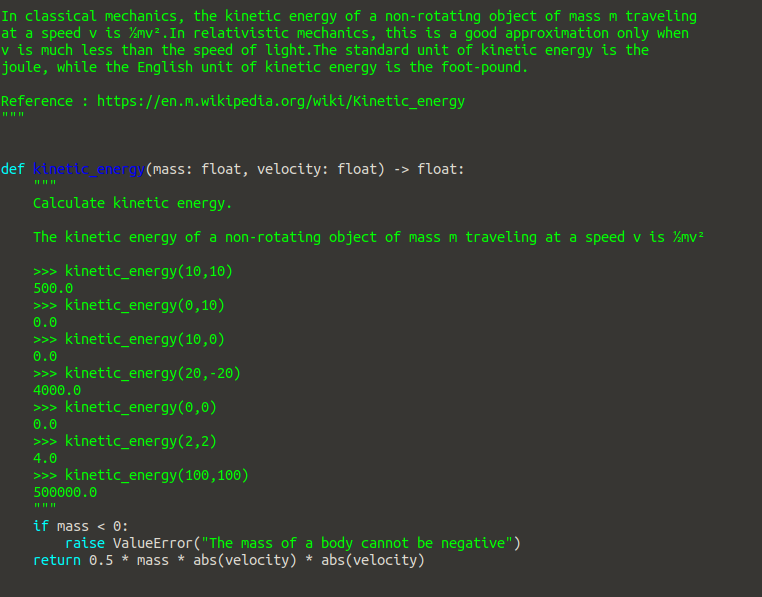 In classical mechanics, the kinetic energy of a non-rotating object of mass m traveling
at a speed v is ½mv².In relativistic mechanics, this is a good approximation only when
v is much less than the speed of light.The standard unit of kinetic energy is the
joule, while the English unit of kinetic energy is the foot-pound.

Reference : https://en.m.wikipedia.org/wiki/Kinetic_energy
"""

def kinetic_energy(mass: float, velocity: float) -> float:
    """
    Calculate kinetic energy.

    The kinetic energy of a non-rotating object of mass m traveling at a speed v is ½mv²

    >>> kinetic_energy(10,10)
    500.0
    >>> kinetic_energy(0,10)
    0.0
    >>> kinetic_energy(10,0)
    0.0
    >>> kinetic_energy(20,-20)
    4000.0
    >>> kinetic_energy(0,0)
    0.0
    >>> kinetic_energy(2,2)
    4.0
    >>> kinetic_energy(100,100)
    500000.0
    """
    if mass < 0:
        raise ValueError("The mass of a body cannot be negative")
    return 0.5 * mass * abs(velocity) * abs(velocity)